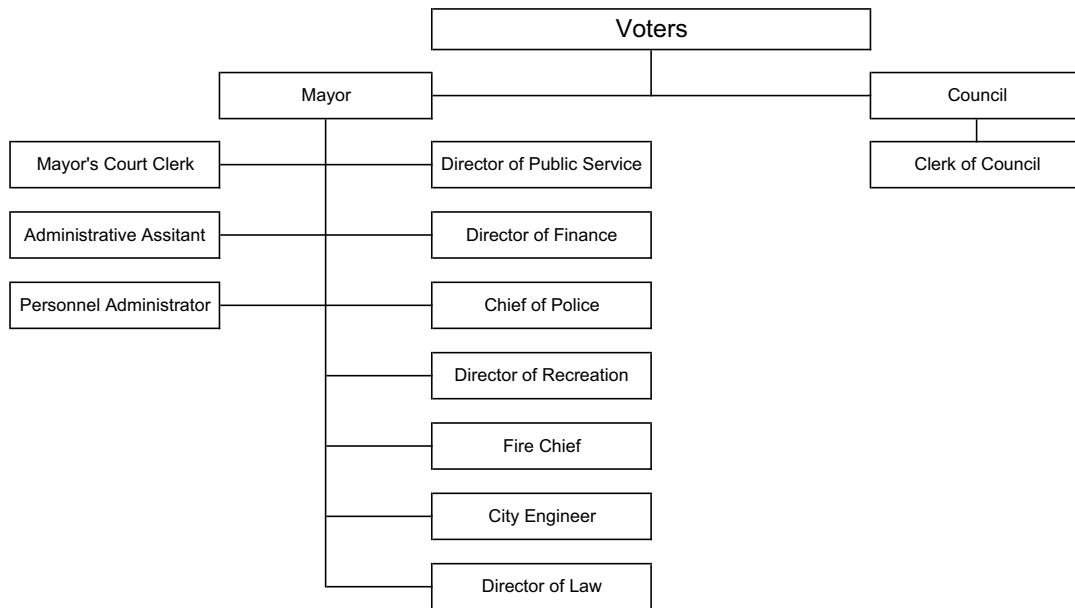 Voters
Mayor
Council
Mayor's Court Clerk
Director of Public Service
Clerk of Council
Administrative Assitant
Director of Finance
Personnel Administrator
Chief of Police
Director of Recreation
Fire Chief
City Engineer
Director of Law